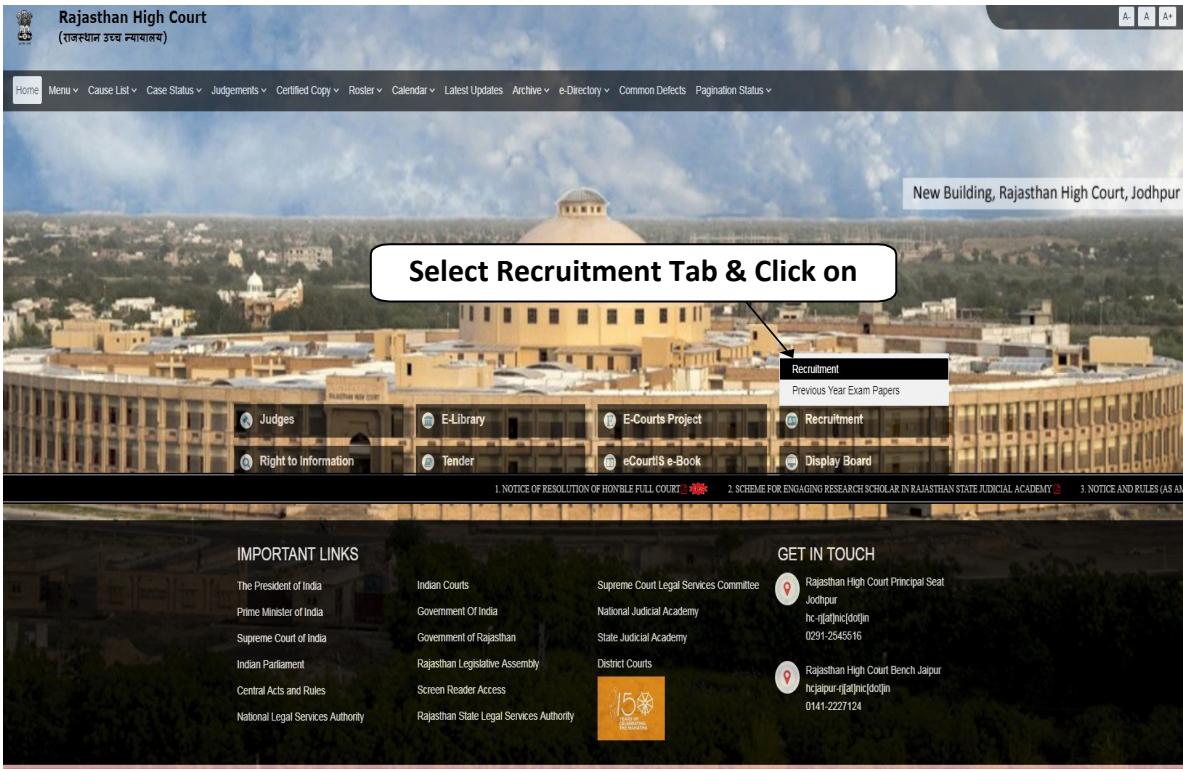 Rajasthan High Court
(राजस्थान उच्च न्यायालय)
A- A A+
Home Menu Cause List Case Status Judgements Certified Copy Roster Calendar Latest Updates Archive e-Directory Common Defects Pagination Status
New Building, Rajasthan High Court, Jodhpur
Select Recruitment Tab & Click on
Recruitment
Previous Year Exam Papers
Judges E-Library E-Courts Project Recruitment
Right to Information Tender eCourtIS e-Book Display Board
1. NOTICE OF RESOLUTION OF HON'BLE FULL COURT 2. SCHEME FOR ENGAGING RESEARCH SCHOLAR IN RAJASTHAN STATE JUDICIAL ACADEMY 3. NOTICE AND RULES (AS AM
IMPORTANT LINKS
The President of India
Prime Minister of India
Supreme Court of India
Indian Parliament
Central Acts and Rules
National Legal Services Authority
Indian Courts
Government Of India
Government of Rajasthan
Rajasthan Legislative Assembly
Screen Reader Access
Rajasthan State Legal Services Authority
Supreme Court Legal Services Committee
National Judicial Academy
State Judicial Academy
District Courts
150
YEARS OF
CELEBRATING
THE MAHATMA
GET IN TOUCH
Rajasthan High Court Principal Seat
Jodhpur
hc-rj[at]nic[dot]in
0291-2545516
Rajasthan High Court Bench Jaipur
hcjaipur-rj[at]nic[dot]in
0141-2227124